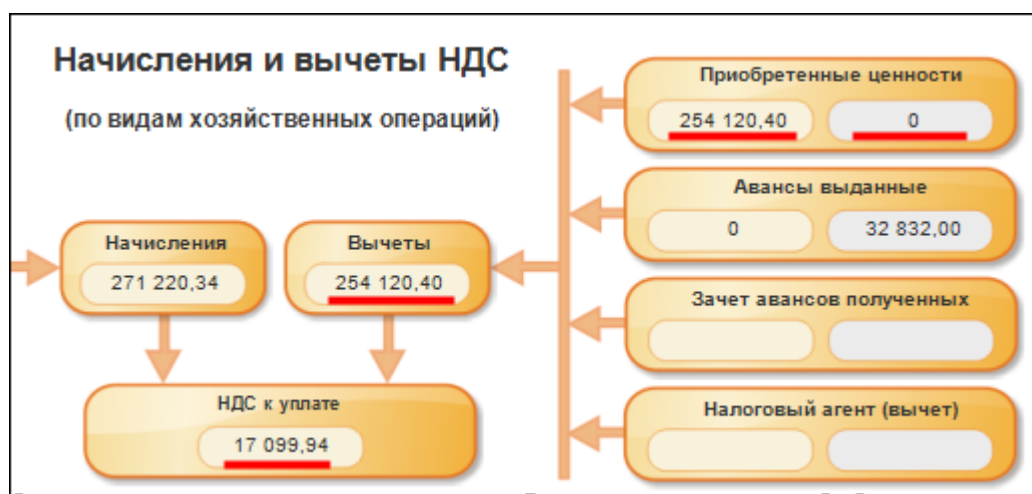 Начисления и вычеты НДС
(по видам хозяйственных операций)
Начисления
271 220,34
Вычеты
254 120,40
НДС к уплате
17 099,94
Приобретенные ценности
254 120,40 0
Авансы выданные
0 32 832,00
Зачет авансов полученных
Налоговый агент (вычет)